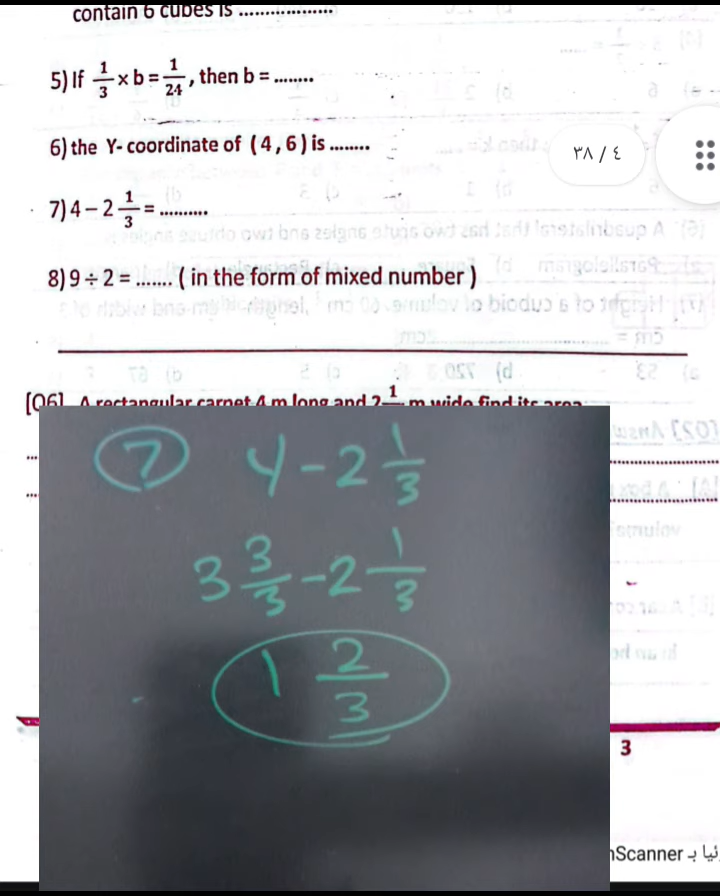 contain 6 cubes is ..................
5) If 1/3 × b = 1/24 , then b = ........
6) the Y- coordinate of ( 4 , 6 ) is ........
٣٨ / ٤
7) 4 – 2 1/3 = ..........
8) 9 ÷ 2 = ....... ( in the form of mixed number )
[Q6] A rectangular carpet 4 m long and 2 1 m wide find its area
7 4 - 2 1/3
3 3/3 - 2 1/3
1 2/3
3
Scanner